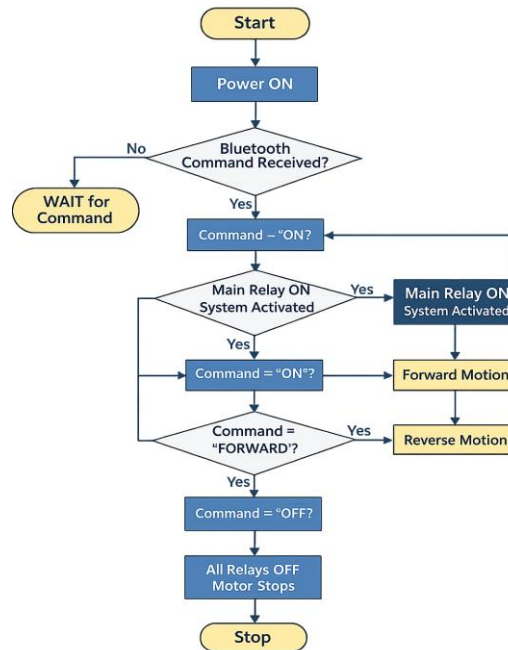 Start
Power ON
Bluetooth
Command Received?
No
WAIT for
Command
Yes
Command – “ON?
Main Relay ON
System Activated
Yes
Main Relay ON
System Activated
Yes
Command = “ON”?
Forward Motion
Command =
“FORWARD’?
Yes
Reverse Motion
Yes
Command = “OFF?
All Relays OFF
Motor Stops
Stop